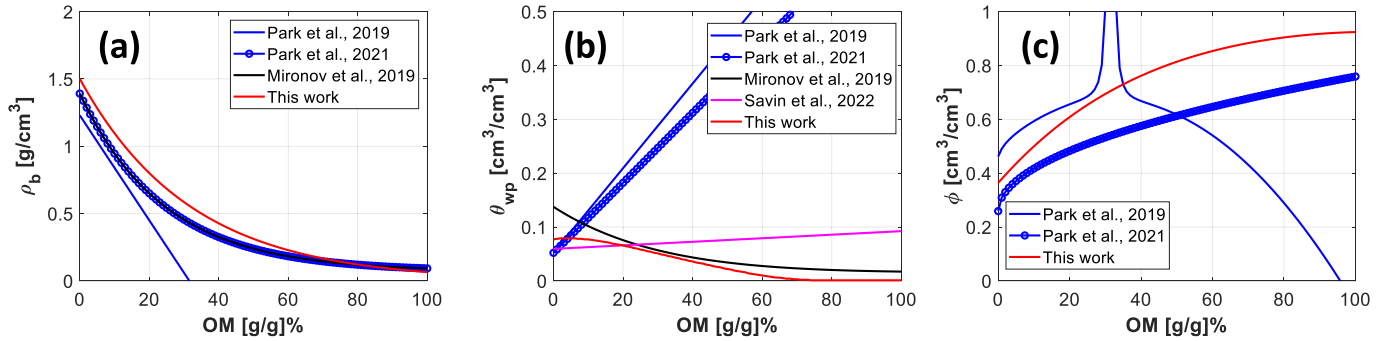 (a)
Park et al., 2019
Park et al., 2021
Mironov et al., 2019
This work
2
1.5
1
0.5
0
ρb [g/cm³]
0 20 40 60 80 100
OM [g/g]%
(b)
Park et al., 2019
Park et al., 2021
Mironov et al., 2019
Savin et al., 2022
This work
0.5
0.4
0.3
0.2
0.1
0
θwp [cm³/cm³]
0 20 40 60 80 100
OM [g/g]%
(c)
Park et al., 2019
Park et al., 2021
This work
1
0.8
0.6
0.4
0.2
0
ϕ [cm³/cm³]
0 20 40 60 80 100
OM [g/g]%